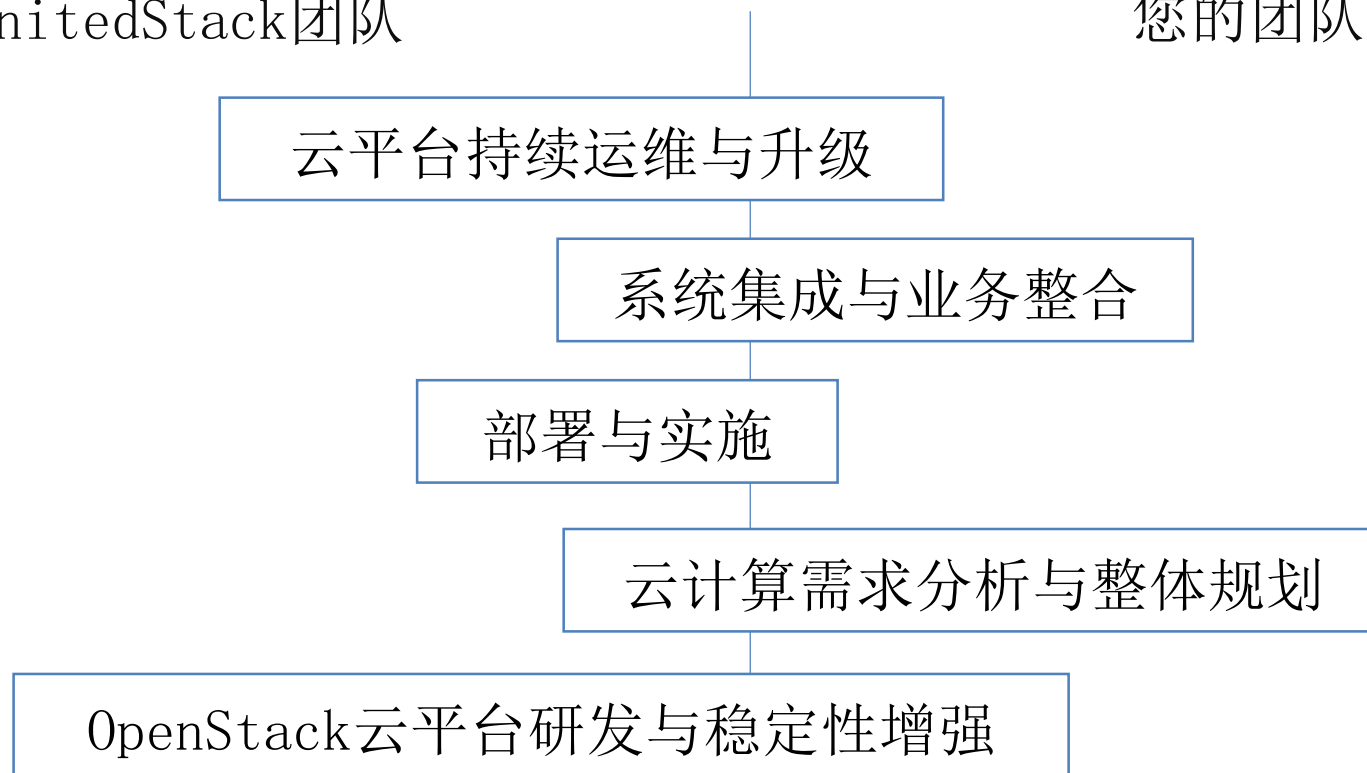 nitedStack团队
您的团队
云平台持续运维与升级
系统集成与业务整合
部署与实施
云计算需求分析与整体规划
OpenStack云平台研发与稳定性增强